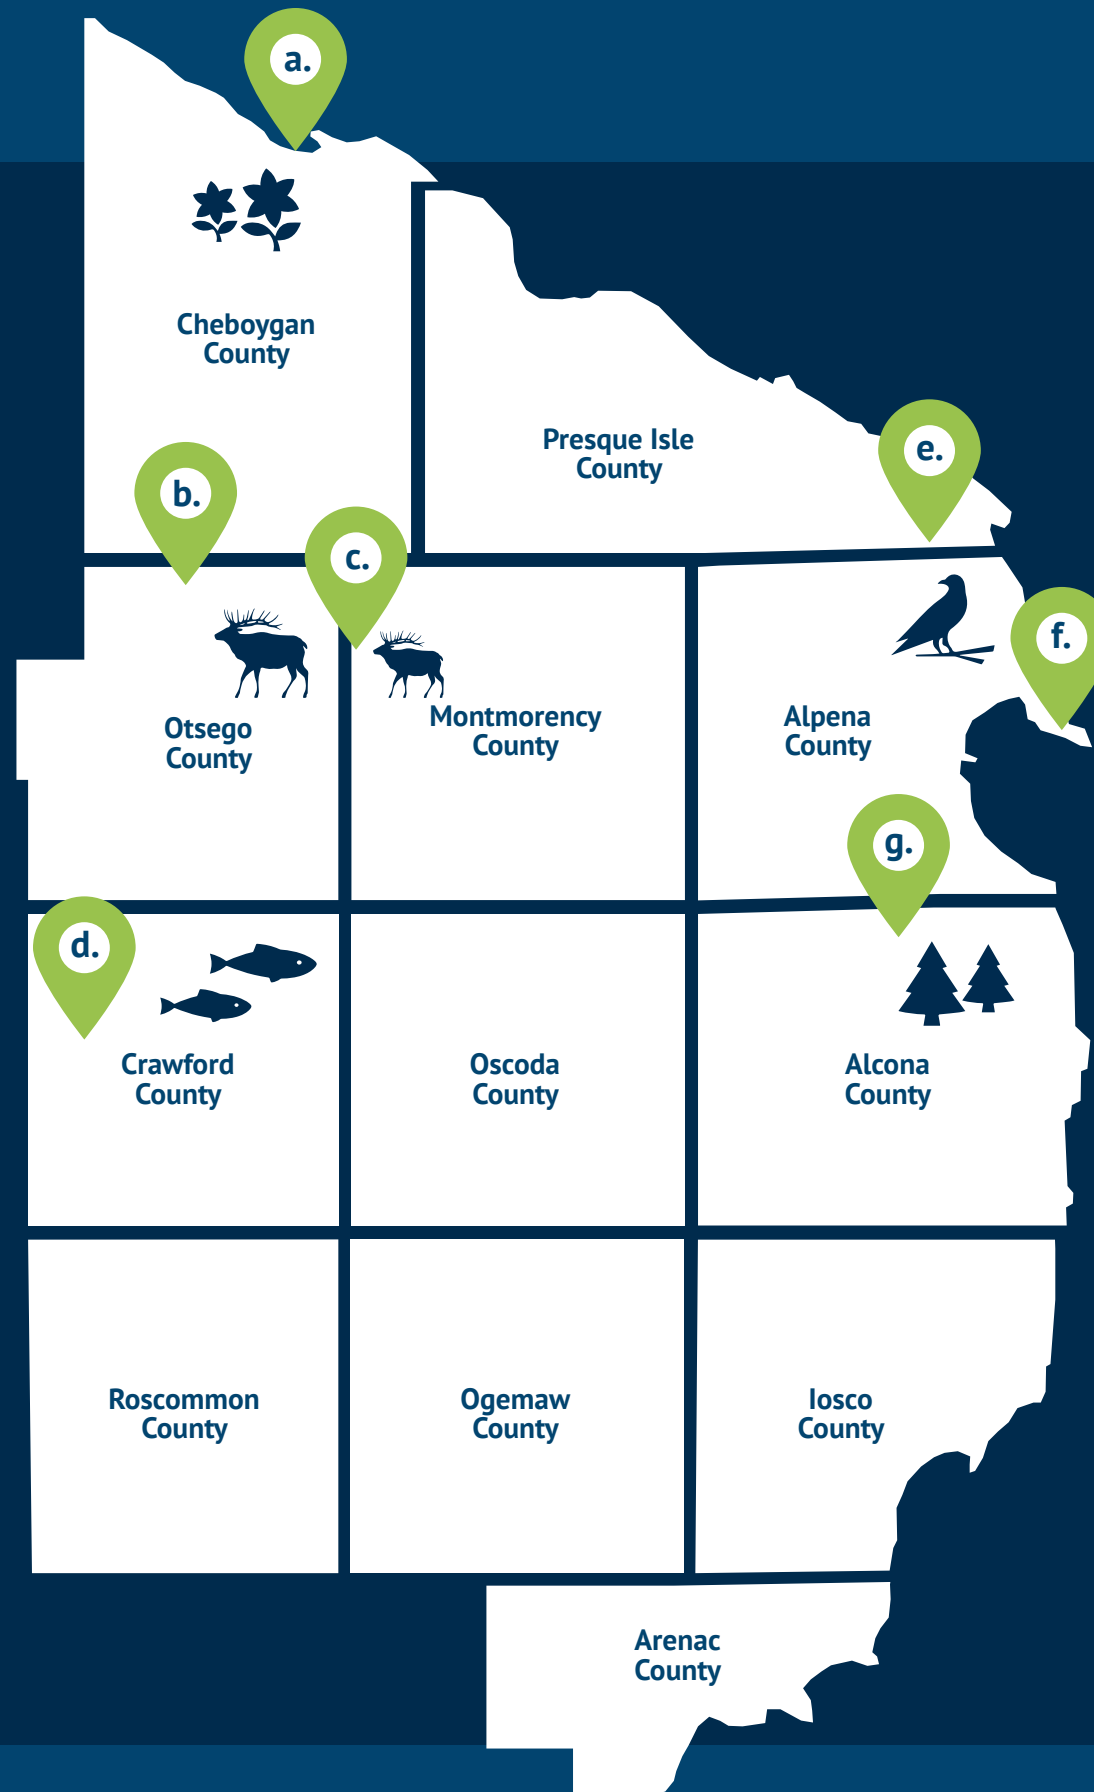 a.
Cheboygan
County
Presque Isle
County
e.
b.
c.
f.
Otsego
County
Montmorency
County
Alpena
County
g.
d.
Crawford
County
Oscoda
County
Alcona
County
Roscommon
County
Ogemaw
County
Iosco
County
Arenac
County